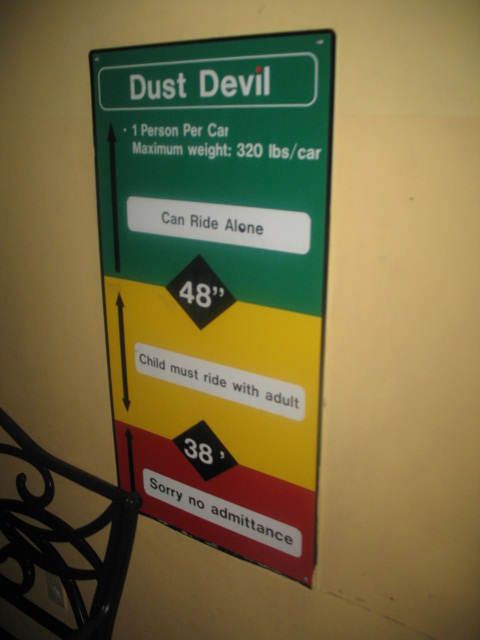 Dust Devil
· 1 Person Per Car
Maximum weight: 320 lbs/car
Can Ride Alone
48"
Child must ride with adult
38'
Sorry no admittance